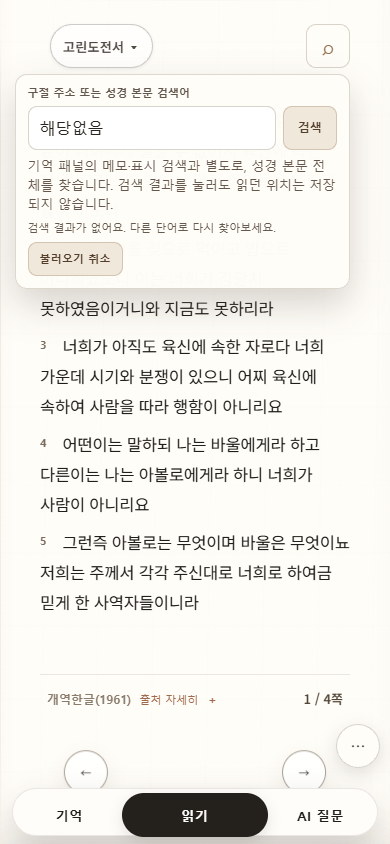 고린도전서 ▾
⌕
구절 주소 또는 성경 본문 검색어
해당없음
검색
기억 패널의 메모·표시 검색과 별도로, 성경 본문 전
체를 찾습니다. 검색 결과를 눌러도 읽던 위치는 저장
되지 않습니다.
검색 결과가 없어요. 다른 단어로 다시 찾아보세요.
불러오기 취소
못하였음이거니와 지금도 못하리라
3 너희가 아직도 육신에 속한 자로다 너희
가운데 시기와 분쟁이 있으니 어찌 육신에
속하여 사람을 따라 행함이 아니리요
4 어떤이는 말하되 나는 바울에게라 하고
다른이는 나는 아볼로에게라 하니 너희가
사람이 아니리요
5 그런즉 아볼로는 무엇이며 바울은 무엇이뇨
저희는 주께서 각각 주신대로 너희로 하여금
믿게 한 사역자들이니라
개역한글(1961) 출처 자세히 +
1 / 4쪽
…
← →
기억 읽기 AI 질문